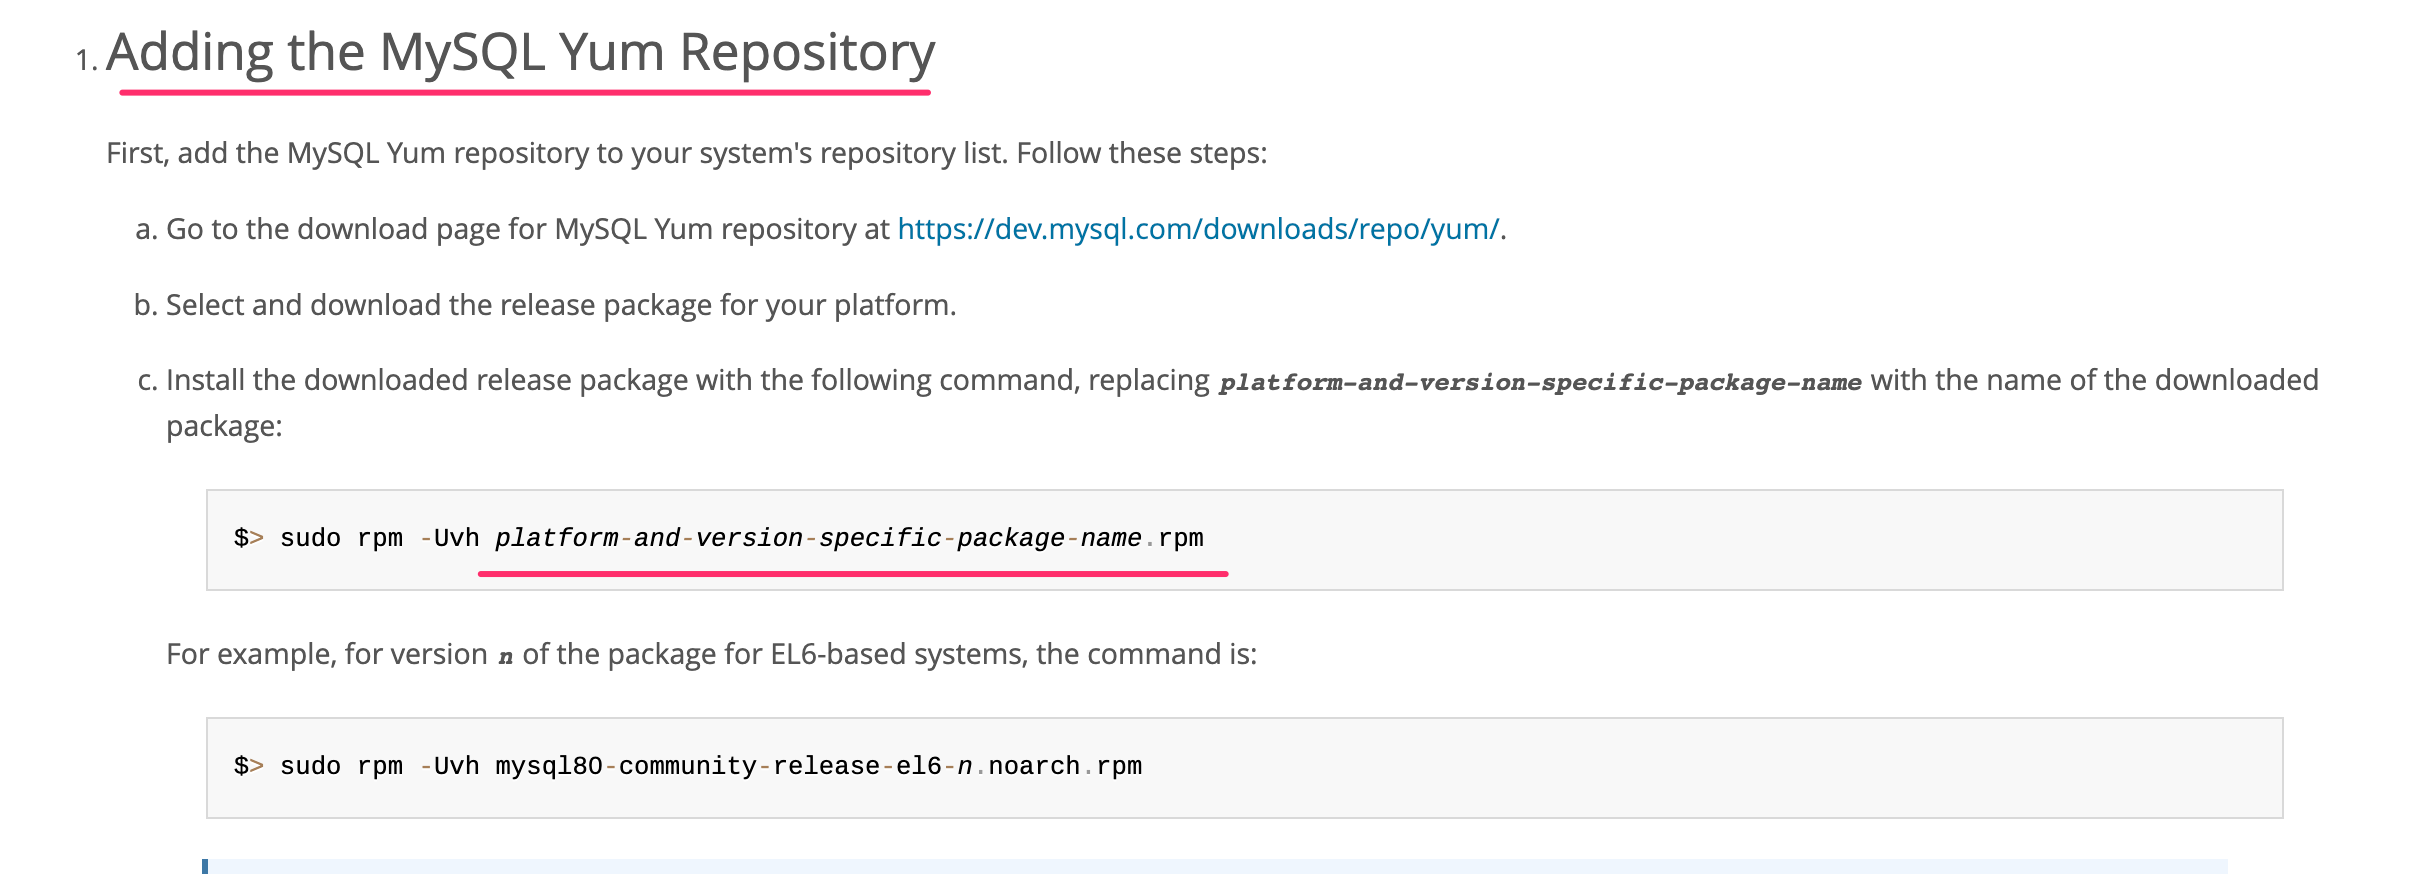 1. Adding the MySQL Yum Repository
First, add the MySQL Yum repository to your system's repository list. Follow these steps:
a. Go to the download page for MySQL Yum repository at https://dev.mysql.com/downloads/repo/yum/.
b. Select and download the release package for your platform.
c. Install the downloaded release package with the following command, replacing platform-and-version-specific-package-name with the name of the downloaded
package:
$> sudo rpm -Uvh platform-and-version-specific-package-name.rpm
For example, for version n of the package for EL6-based systems, the command is:
$> sudo rpm -Uvh mysql80-community-release-el6-n.noarch.rpm